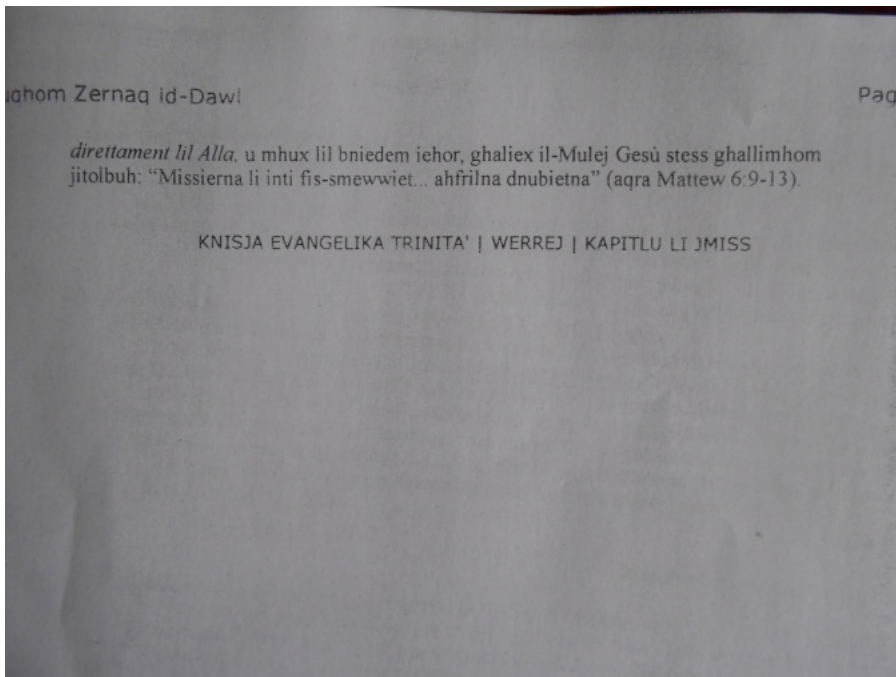 Zernaq id-Dawl
direttament lil Alla, u mhux lil bniedem iehor, ghaliex il-Mulej Gesù stess ghallimhom
jitolbuh: “Missierna li inti fis-smewwiet... ahfrilna dnubietna” (aqra Mattew 6:9-13).
KNISJA EVANGELIKA TRINITA' | WERREJ | KAPITLU LI JMISS